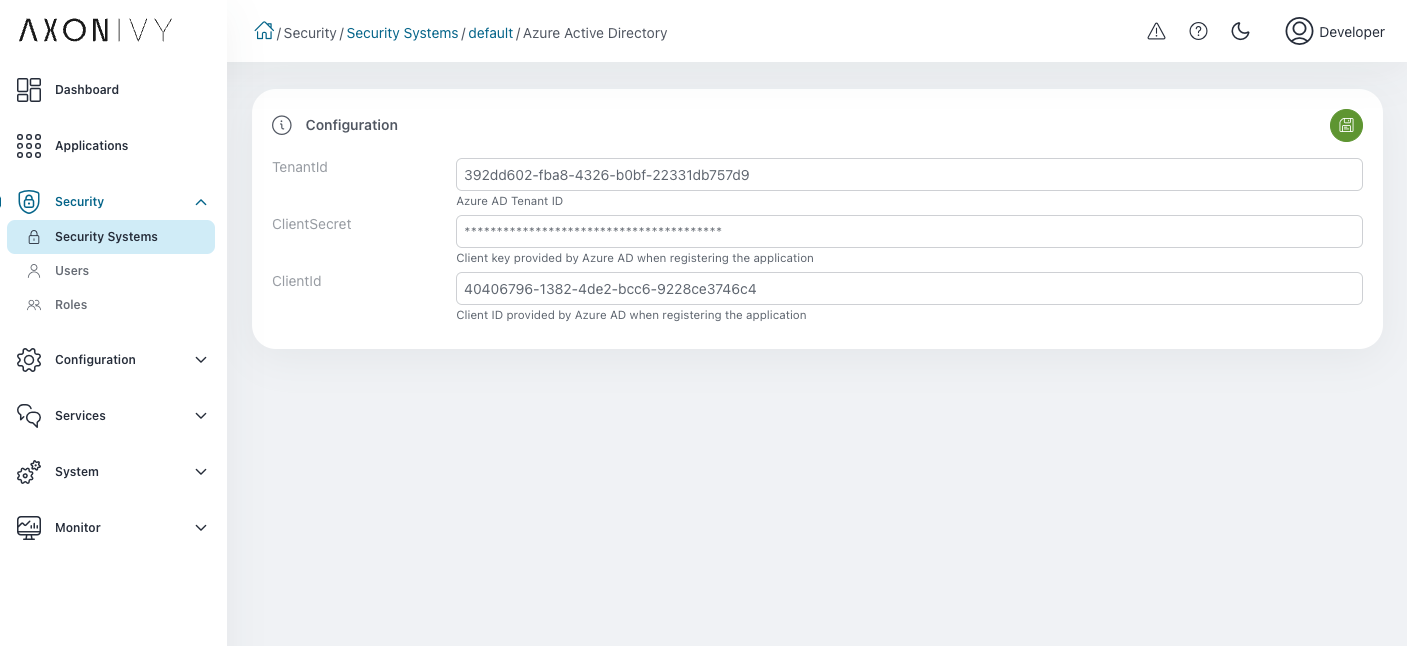 AXONIVY
/ Security / Security Systems / default / Azure Active Directory
Developer
Dashboard
Applications
Security
Security Systems
Users
Roles
Configuration
Services
System
Monitor
Configuration
TenantId
392dd602-fba8-4326-b0bf-22331db757d9
Azure AD Tenant ID
ClientSecret
****************************************
Client key provided by Azure AD when registering the application
ClientId
40406796-1382-4de2-bcc6-9228ce3746c4
Client ID provided by Azure AD when registering the application